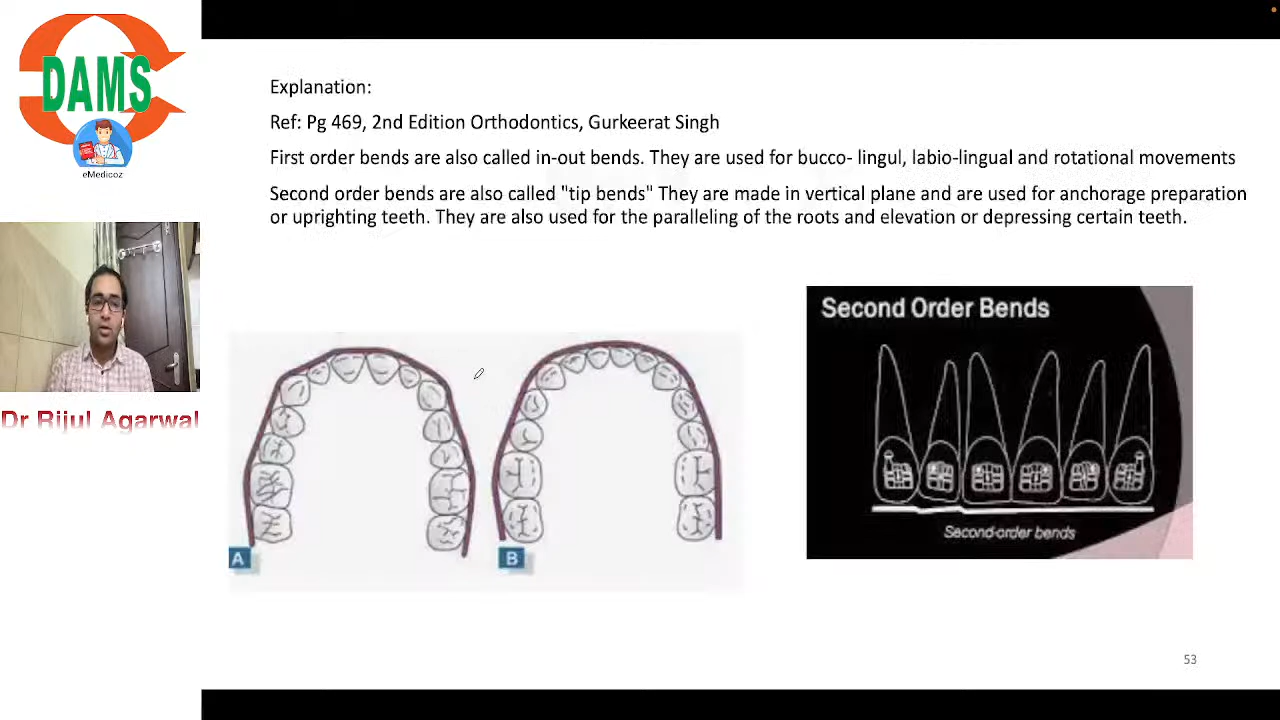 DAMS
eMedicoz
Dr Rijul Agarwal
Explanation:
Ref: Pg 469, 2nd Edition Orthodontics, Gurkeerat Singh
First order bends are also called in-out bends. They are used for bucco- lingul, labio-lingual and rotational movements
Second order bends are also called "tip bends" They are made in vertical plane and are used for anchorage preparation
or uprighting teeth. They are also used for the paralleling of the roots and elevation or depressing certain teeth.
A
B
Second Order Bends
Second-order bends
53